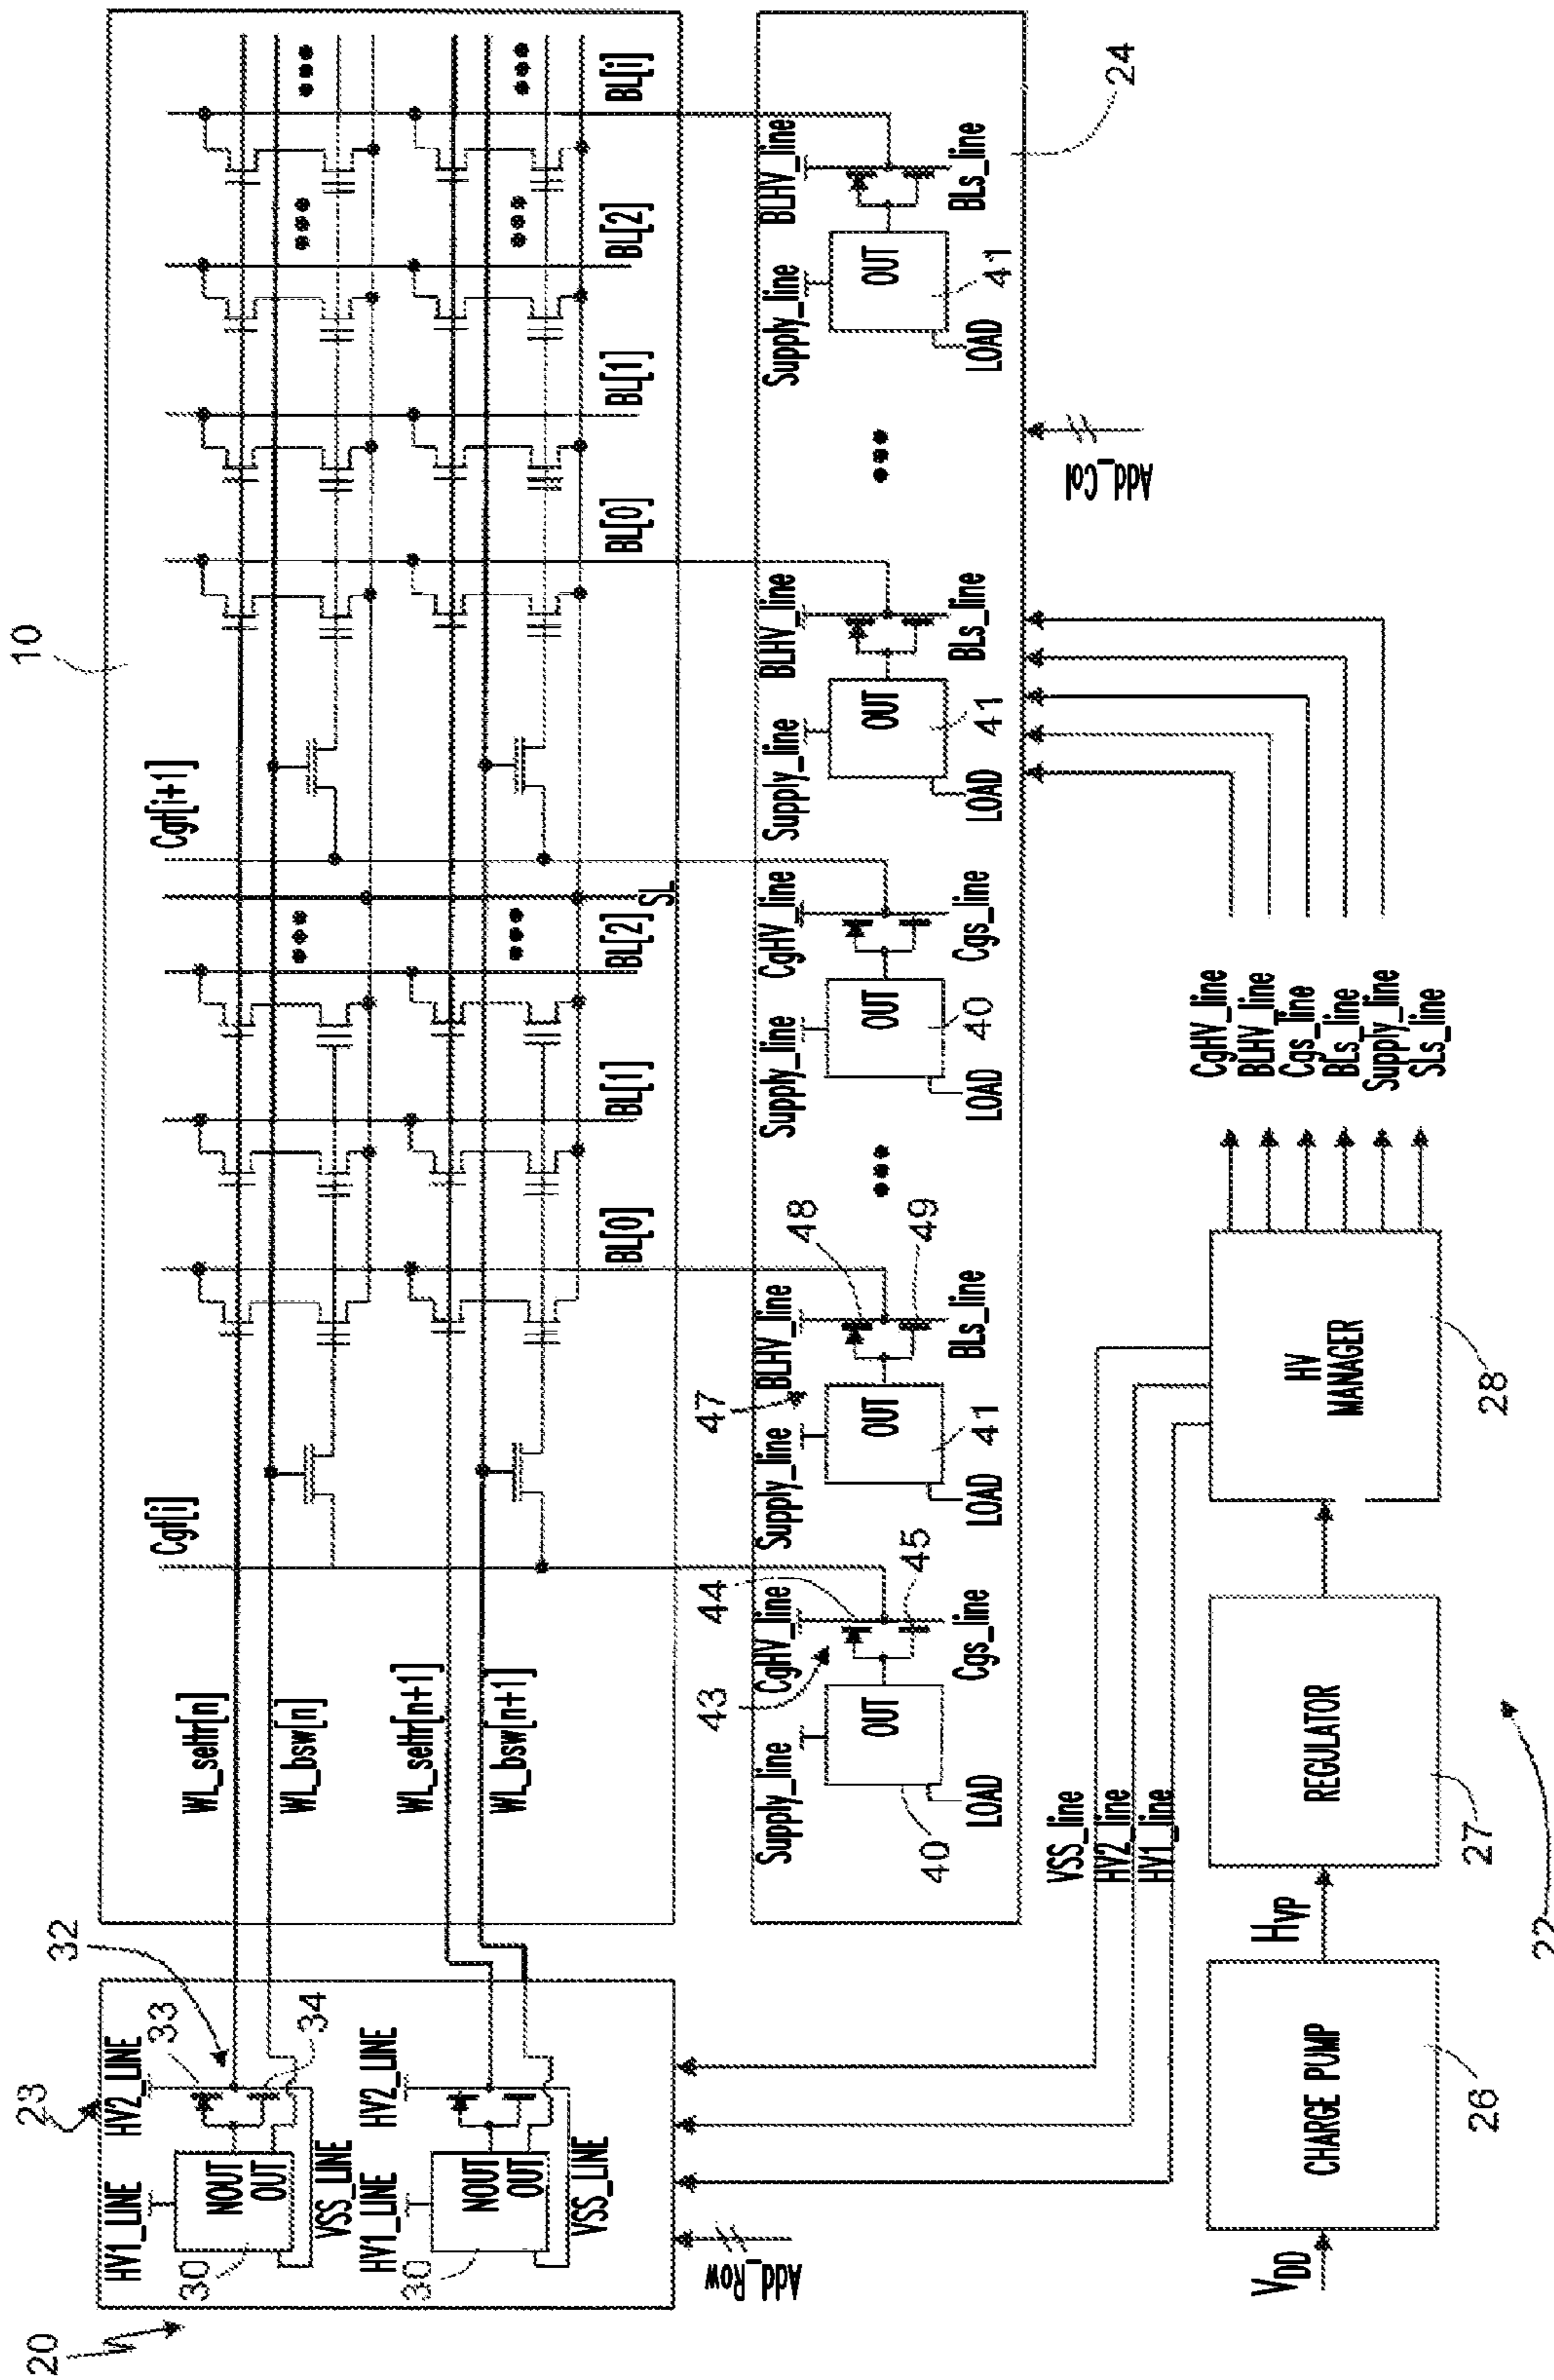 20
23
32
10
HV1_LINE
HV2_LINE
33
30
NOUT
OUT
34
VSS_LINE
HV1_LINE
HV2_LINE
30
NOUT
OUT
VSS_LINE
Add_Row
WL_seltr[n]
WL_bsw[n]
WL_seltr[n+1]
WL_bsw[n+1]
Cgt[i]
BL[0]
BL[1]
BL[2]
SL
Cgt[i+1]
BL[0]
BL[1]
BL[2]
BL[i]
Supply_line
CgHV_line
44
43
OUT
45
40
LOAD
Cgs_line
Supply_line
BLHV_line
47
48
OUT
49
41
LOAD
BLs_line
Supply_line
CgHV_line
OUT
40
LOAD
Cgs_line
Supply_line
BLHV_line
OUT
41
LOAD
BLs_line
Supply_line
BLHV_line
OUT
41
LOAD
BLs_line
24
Add_Col
VSS_line
HV2_line
HV1_line
CgHV_line
BLHV_line
Cgs_line
BLs_line
Supply_line
SLs_line
VDD
CHARGE PUMP
26
HVP
REGULATOR
27
HV
MANAGER
28
22